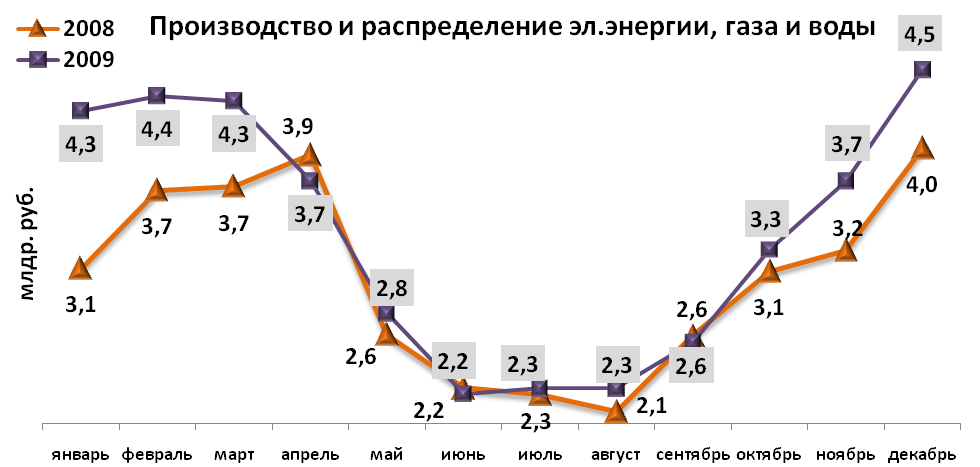 Производство и распределение эл.энергии, газа и воды
2008
2009
млдр. руб.
4,3 4,4 4,3 3,7 2,8 2,2 2,3 2,3 2,6 3,3 3,7 4,5
3,1 3,7 3,7 3,9 2,6 2,2 2,3 2,1 2,6 3,1 3,2 4,0
январь февраль март апрель май июнь июль август сентябрь октябрь ноябрь декабрь